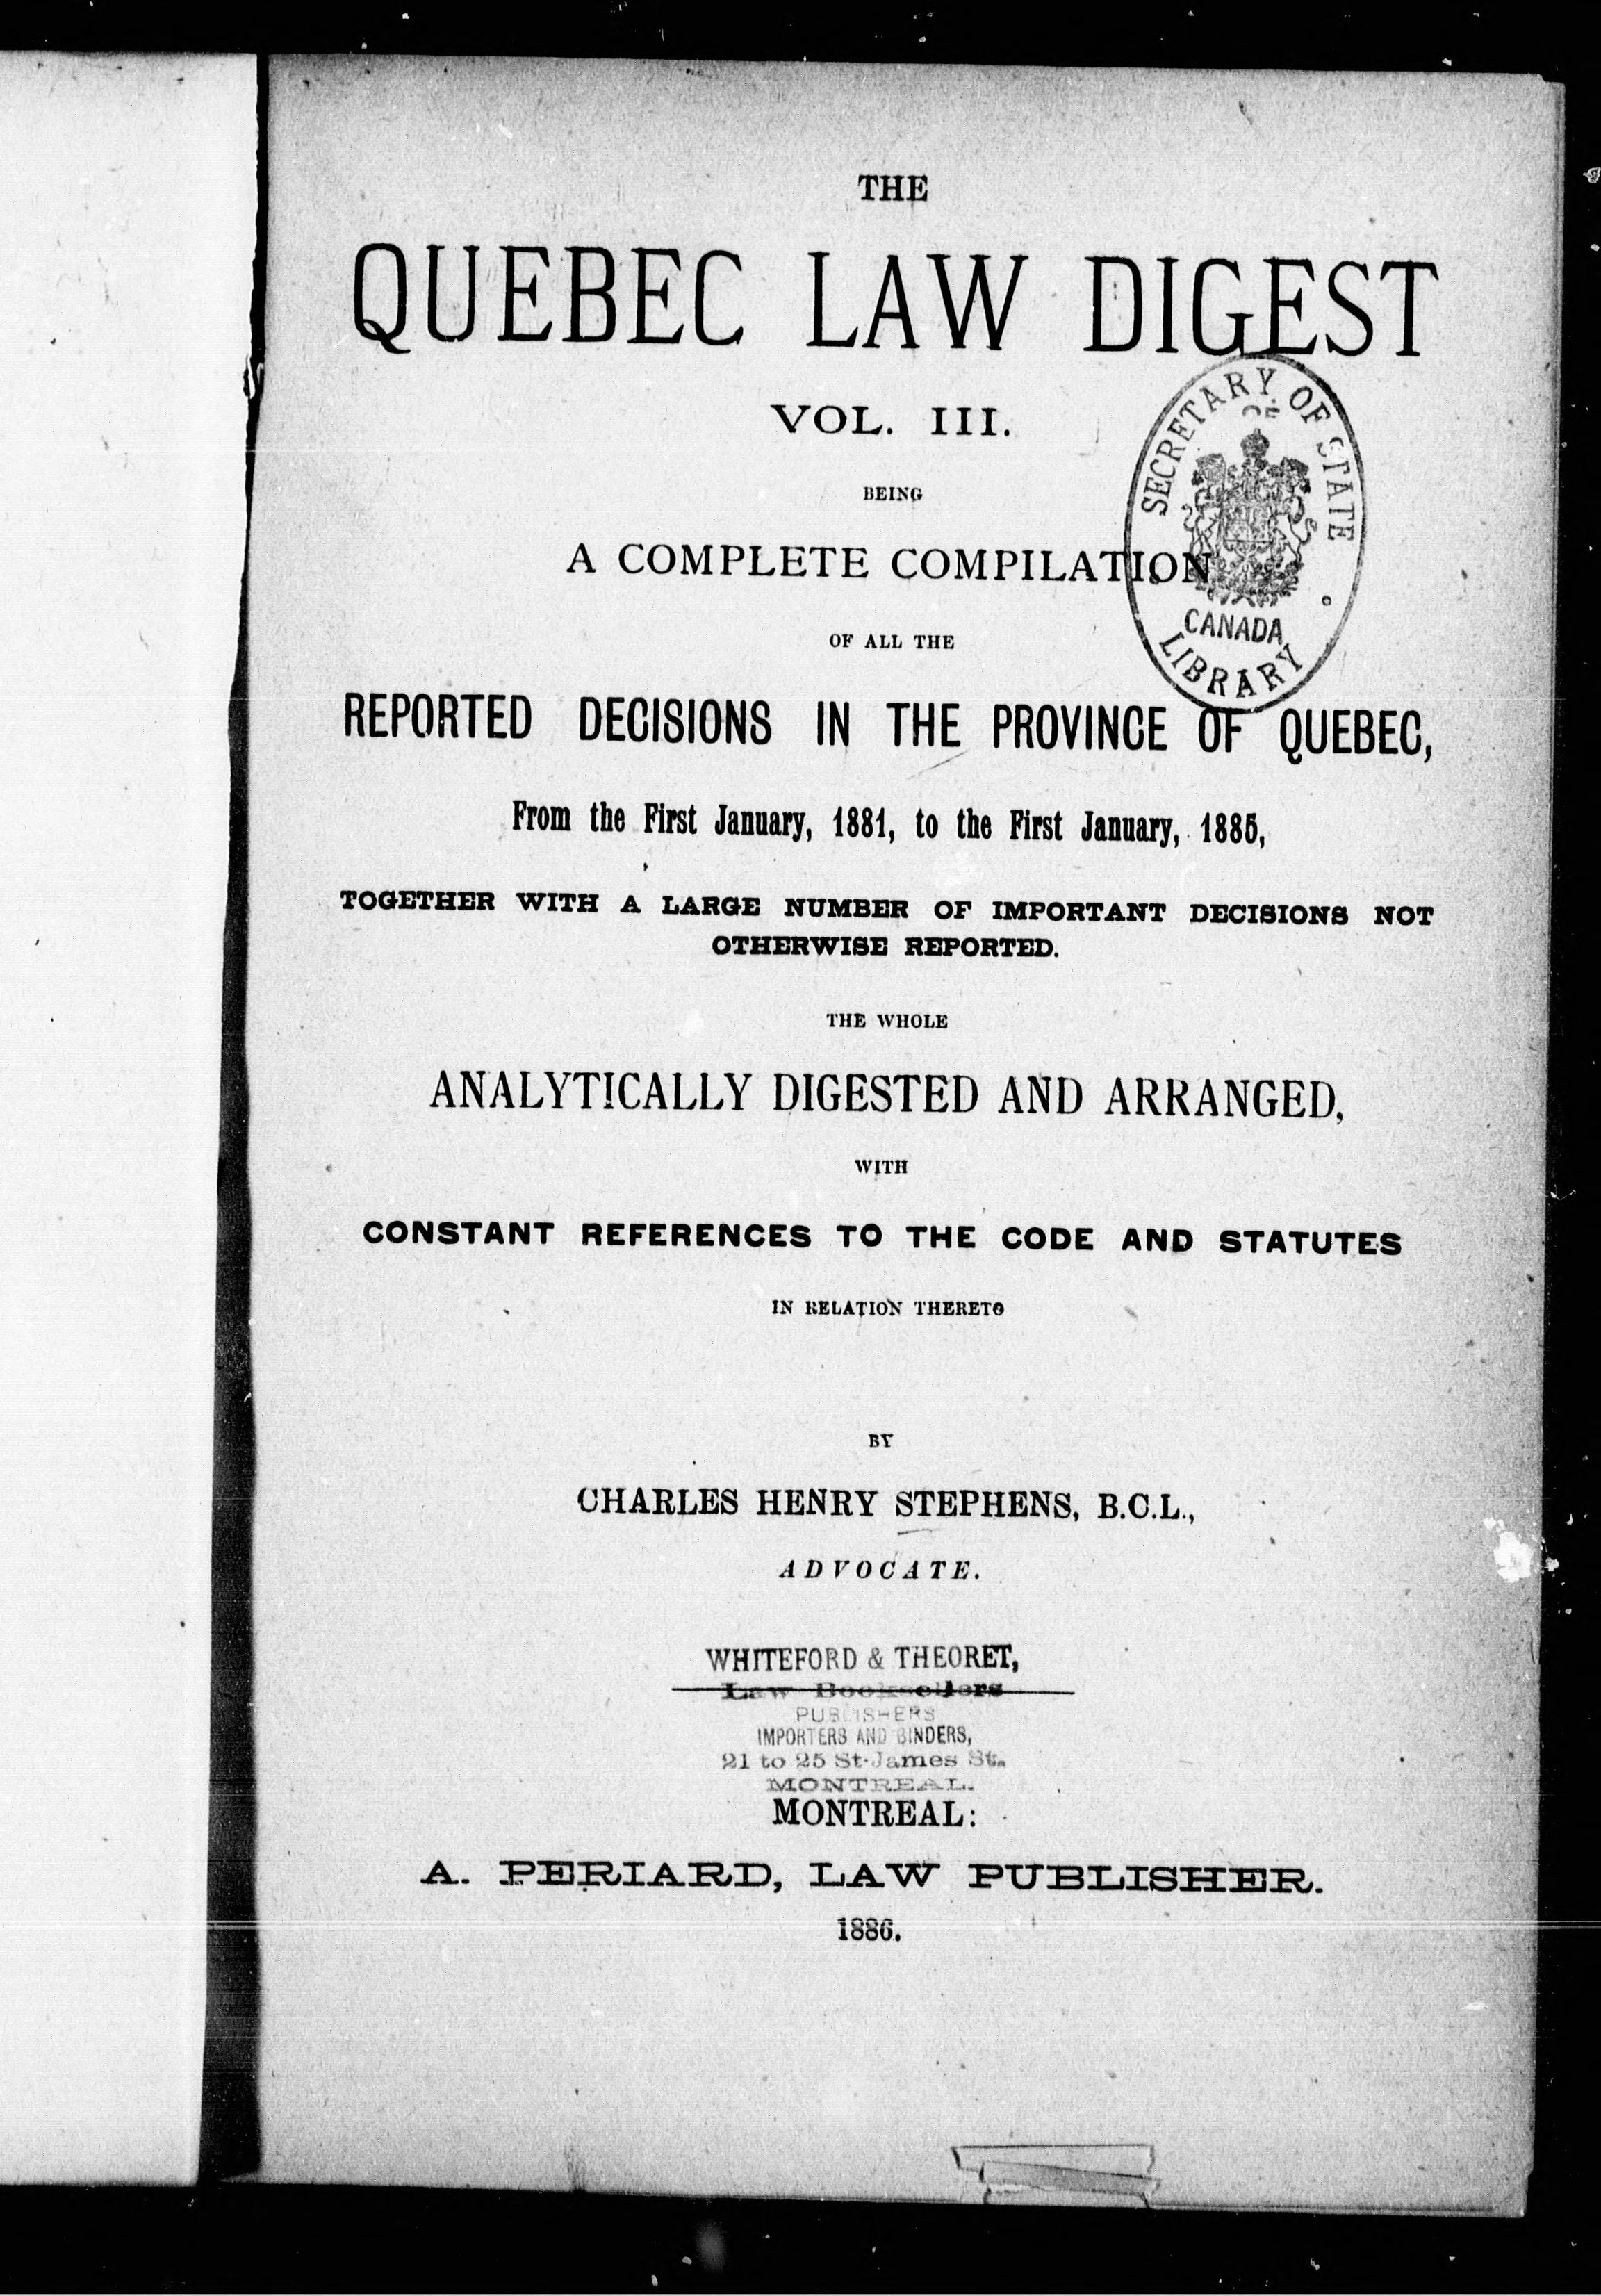 THE
QUEBEC LAW DIGEST
VOL. III.
SECRETARY OF STATE
OF
CANADA
LIBRARY
BEING
A COMPLETE COMPILATION
OF ALL THE
REPORTED DECISIONS IN THE PROVINCE OF QUEBEC,
From the First January, 1881, to the First January, 1885,
TOGETHER WITH A LARGE NUMBER OF IMPORTANT DECISIONS NOT
OTHERWISE REPORTED.
THE WHOLE
ANALYTICALLY DIGESTED AND ARRANGED,
WITH
CONSTANT REFERENCES TO THE CODE AND STATUTES
IN RELATION THERETO
BY
CHARLES HENRY STEPHENS, B.C.L.,
ADVOCATE.
WHITEFORD & THEORET,
Law Booksellers
PUBLISHERS
IMPORTERS AND BINDERS,
21 to 25 St. James St.
MONTREAL.
MONTREAL:
A. PERIARD, LAW PUBLISHER.
1886.